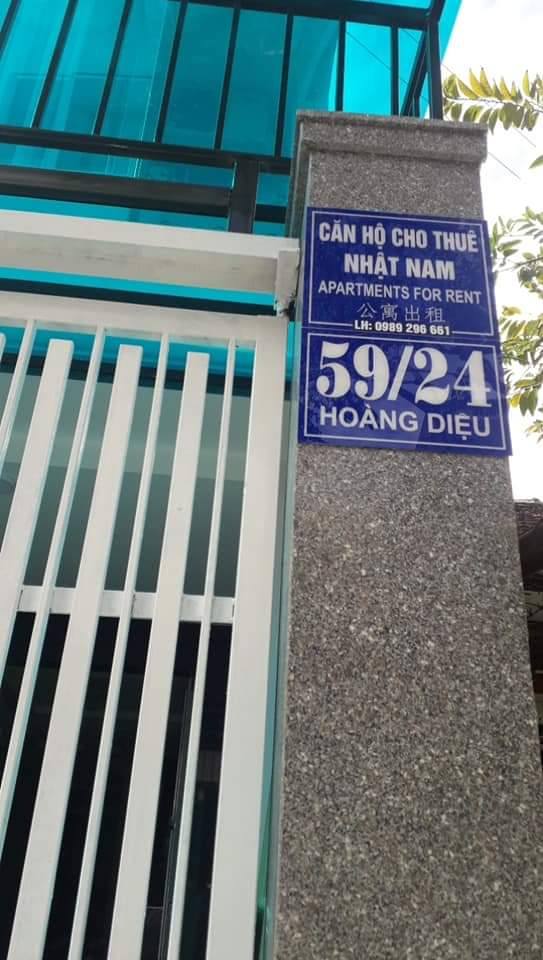 CĂN HỘ CHO THUÊ
NHẬT NAM
APARTMENTS FOR RENT
公寓出租
LH: 0989 296 661
59/24
HOÀNG DIỆU